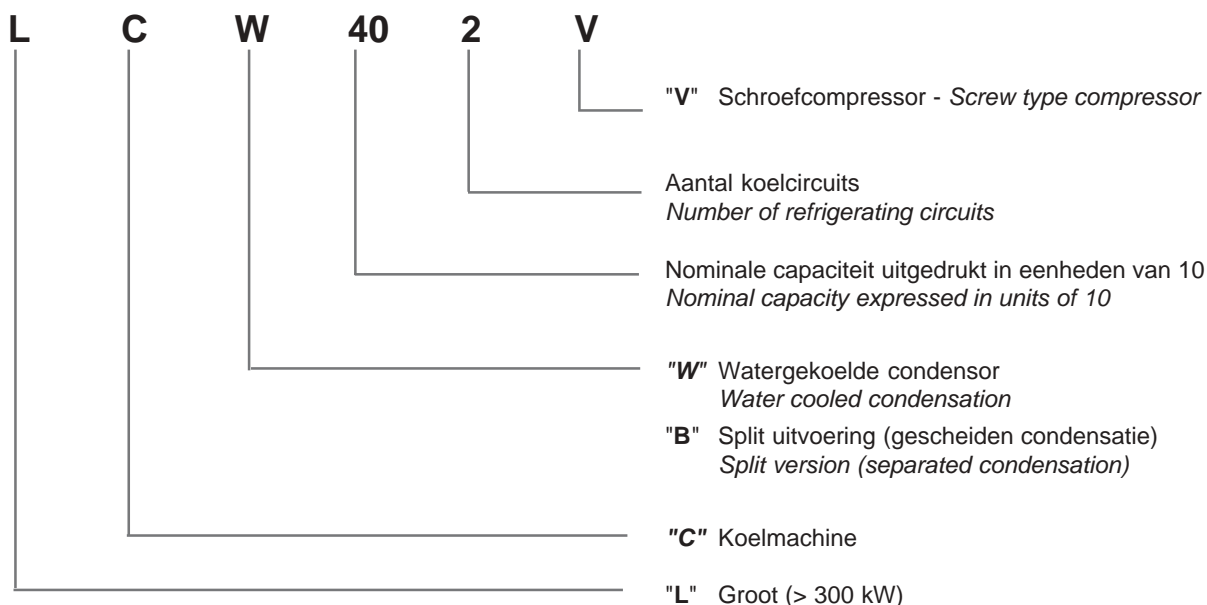 L C W 40 2 V
"V" Schroefcompressor - Screw type compressor
Aantal koelcircuits
Number of refrigerating circuits
Nominale capaciteit uitgedrukt in eenheden van 10
Nominal capacity expressed in units of 10
"W" Watergekoelde condensor
Water cooled condensation
"B" Split uitvoering (gescheiden condensatie)
Split version (separated condensation)
"C" Koelmachine
"L" Groot (> 300 kW)